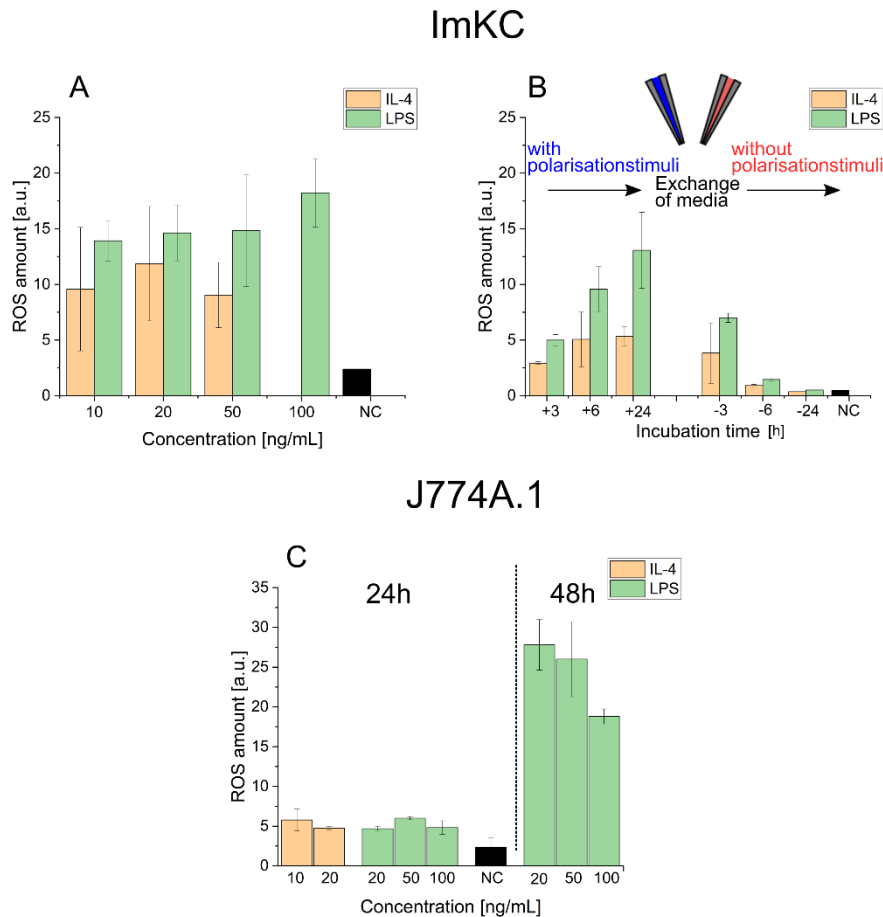 ImKC
A
IL-4
LPS
ROS amount [a.u.]
25
20
15
10
5
0
10 20 50 100 NC
Concentration [ng/mL]
B
IL-4
LPS
with
polarisationstimuli
without
polarisationstimuli
Exchange
of media
ROS amount [a.u.]
25
20
15
10
5
0
+3 +6 +24 -3 -6 -24 NC
Incubation time [h]
J774A.1
C
IL-4
LPS
24h
48h
ROS amount [a.u.]
35
30
25
20
15
10
5
0
10 20 20 50 100 NC 20 50 100
Concentration [ng/mL]